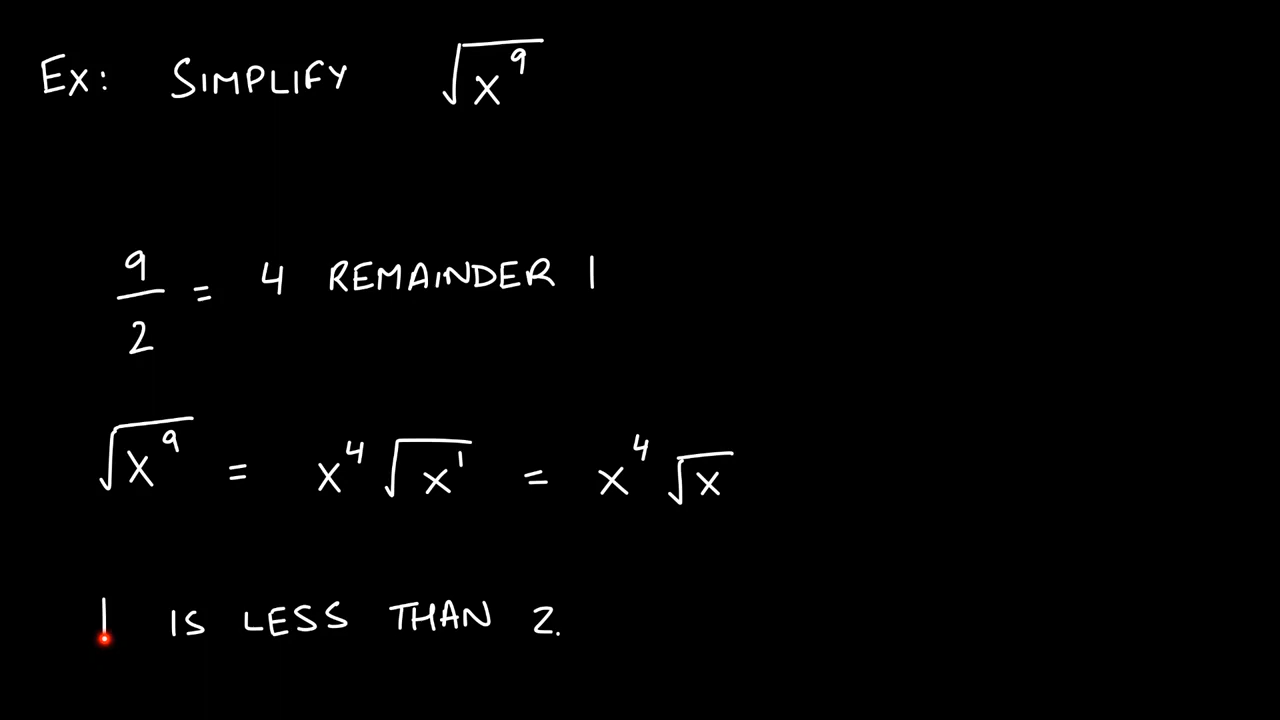 Ex: SIMPLIFY √x⁹
9/2 = 4 REMAINDER 1
√x⁹ = x⁴ √x¹ = x⁴ √x
1 IS LESS THAN 2.